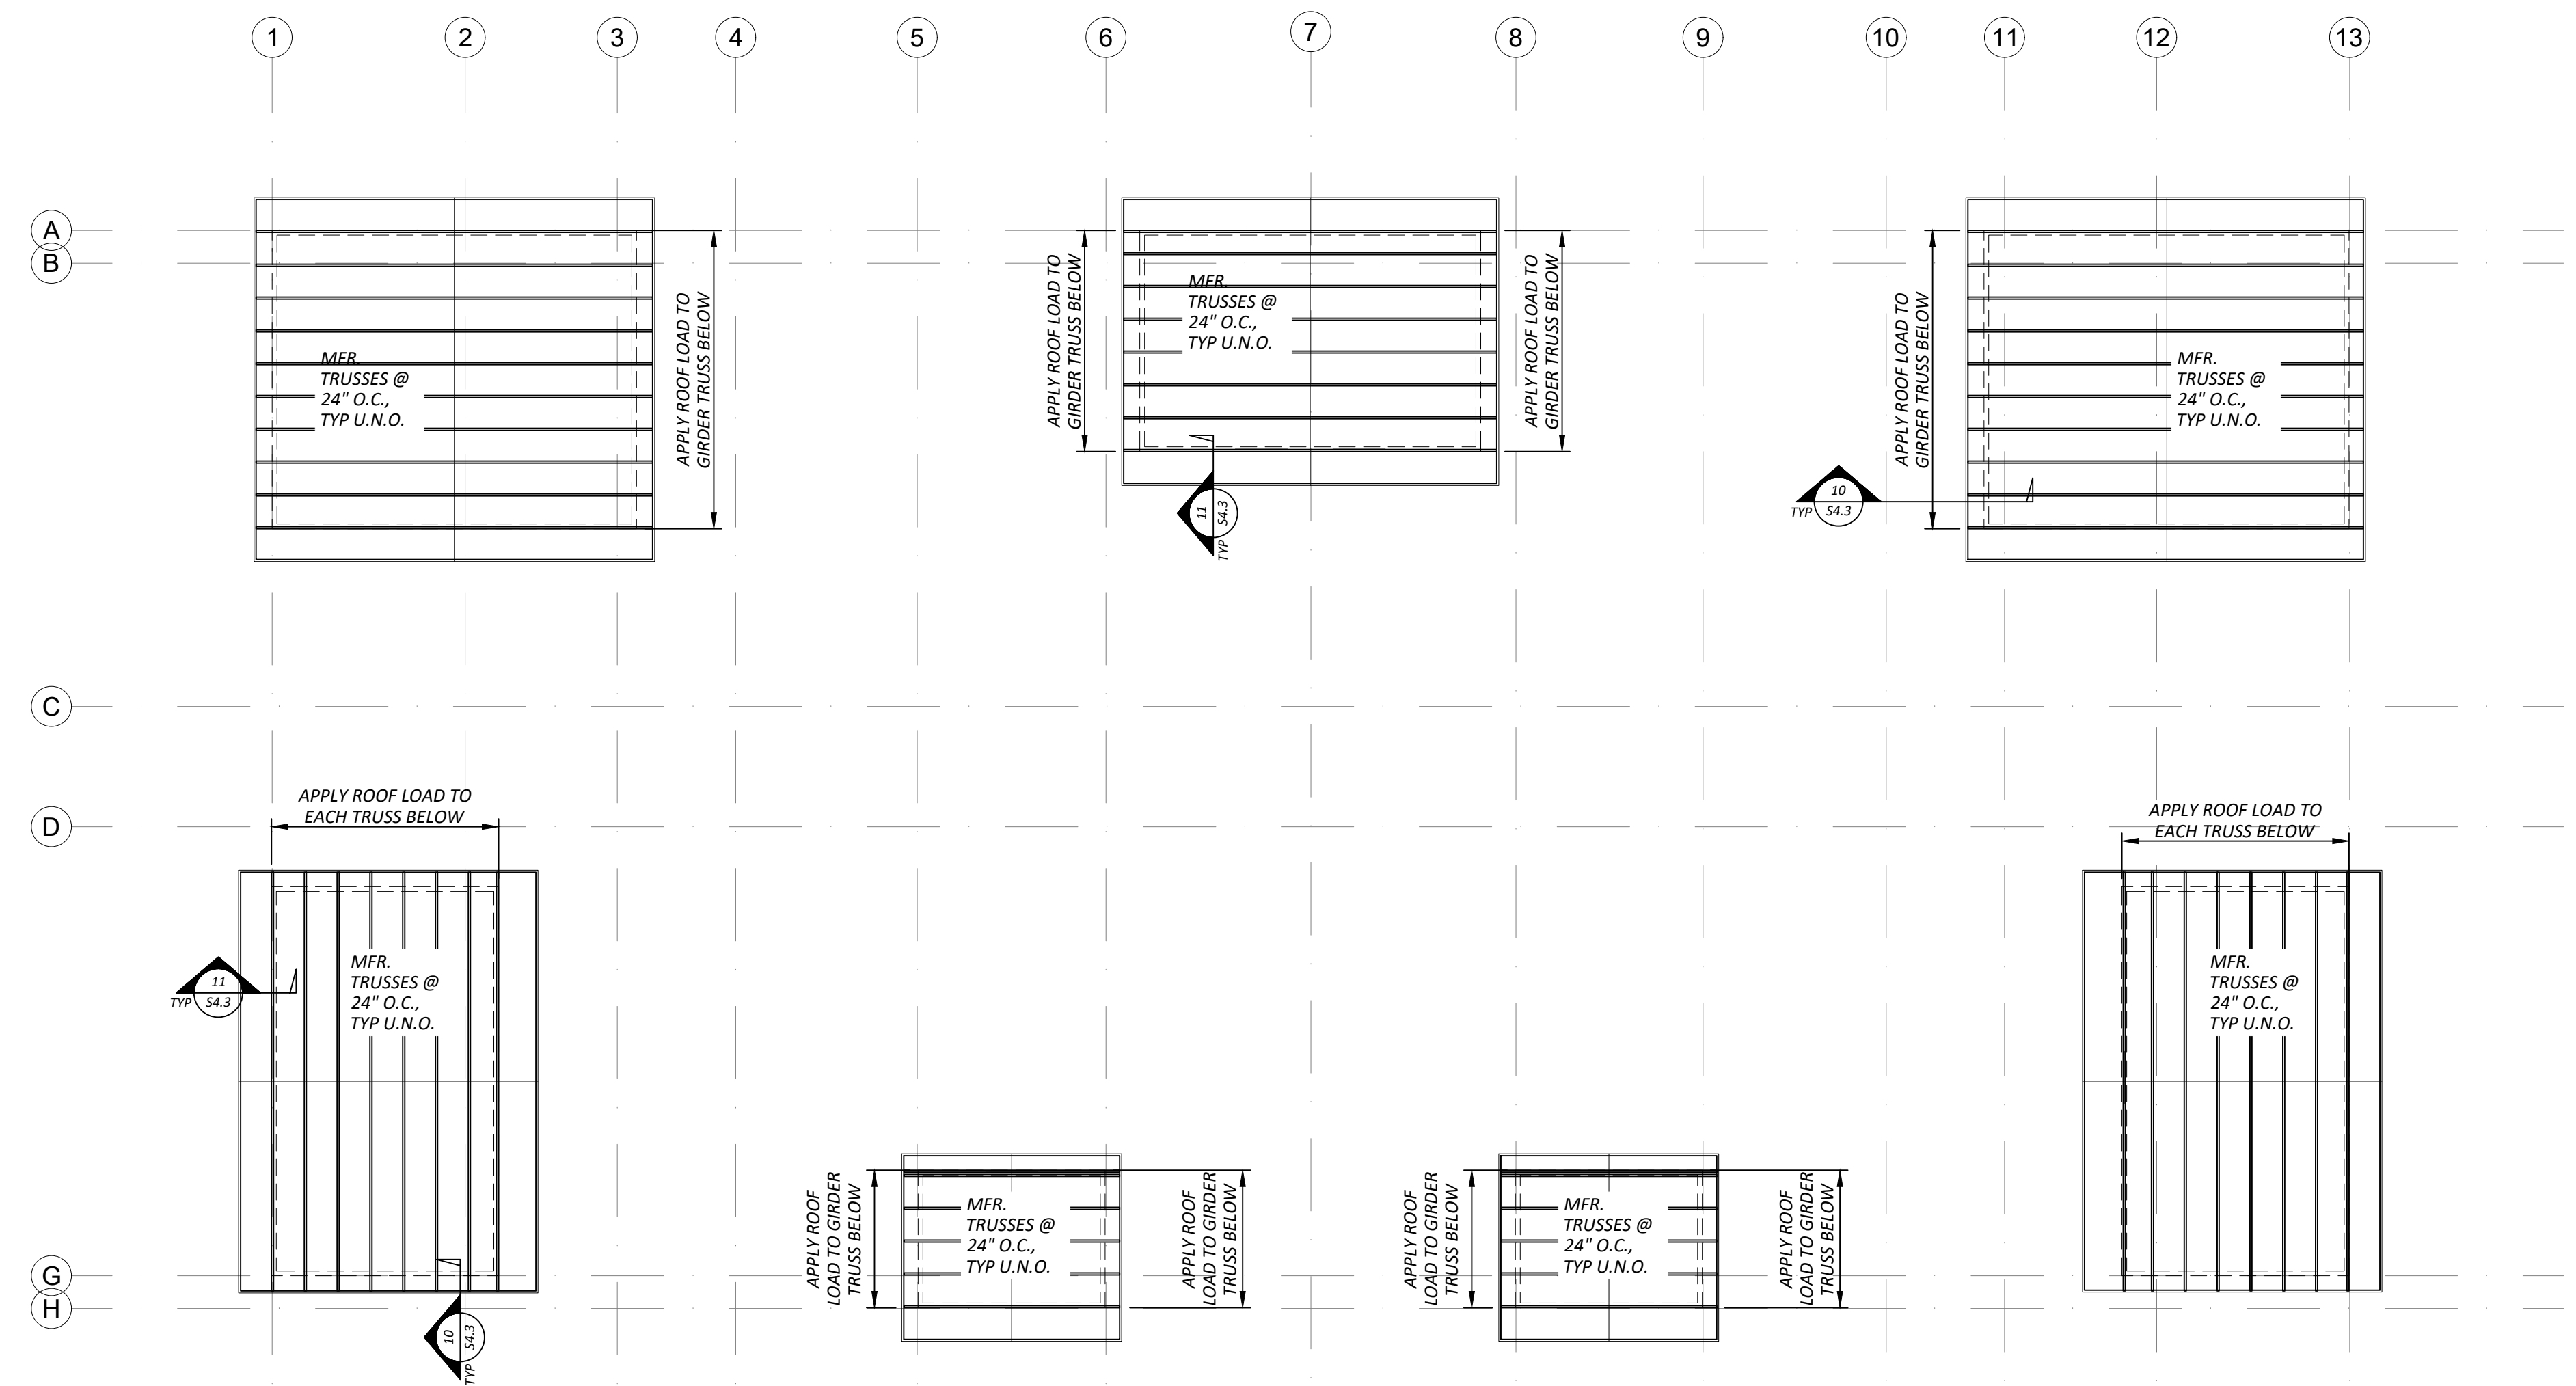 1
2
3
4
5
6
7
8
9
10
11
12
13
A
B
C
D
G
H
MFR.
TRUSSES @
24" O.C.,
TYP U.N.O.
APPLY ROOF LOAD TO
GIRDER TRUSS BELOW
APPLY ROOF LOAD TO
GIRDER TRUSS BELOW
MFR.
TRUSSES @
24" O.C.,
TYP U.N.O.
APPLY ROOF LOAD TO
GIRDER TRUSS BELOW
11
S4.3
TYP
APPLY ROOF LOAD TO
GIRDER TRUSS BELOW
MFR.
TRUSSES @
24" O.C.,
TYP U.N.O.
10
S4.3
TYP
APPLY ROOF LOAD TO
EACH TRUSS BELOW
MFR.
TRUSSES @
24" O.C.,
TYP U.N.O.
11
S4.3
TYP
10
S4.3
TYP
APPLY ROOF
LOAD TO GIRDER
TRUSS BELOW
MFR.
TRUSSES @
24" O.C.,
TYP U.N.O.
APPLY ROOF
LOAD TO GIRDER
TRUSS BELOW
APPLY ROOF
LOAD TO GIRDER
TRUSS BELOW
MFR.
TRUSSES @
24" O.C.,
TYP U.N.O.
APPLY ROOF
LOAD TO GIRDER
TRUSS BELOW
APPLY ROOF LOAD TO
EACH TRUSS BELOW
MFR.
TRUSSES @
24" O.C.,
TYP U.N.O.